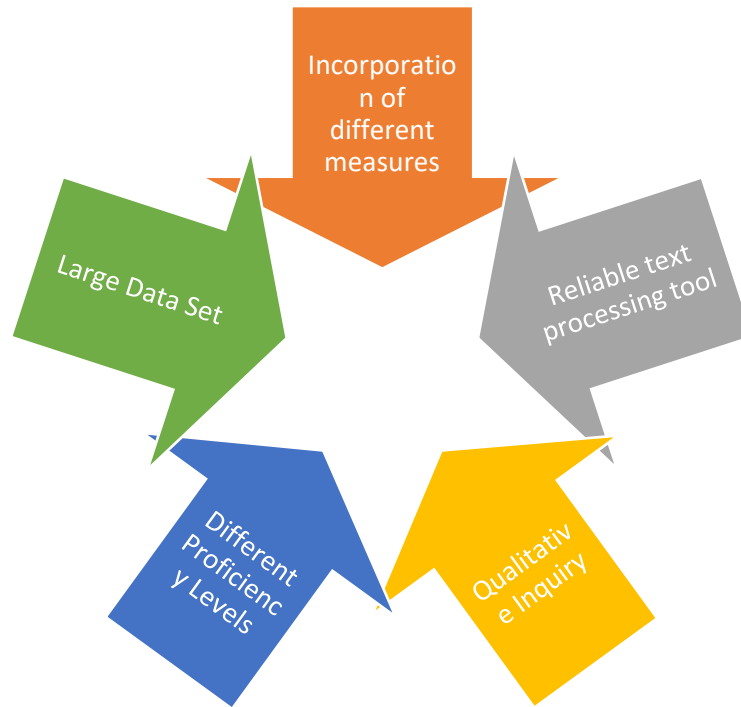 Incorporatio
n of
different
measures
Reliable text
processing tool
Qualitativ
e Inquiry
Different
Proficienc
y Levels
Large Data Set